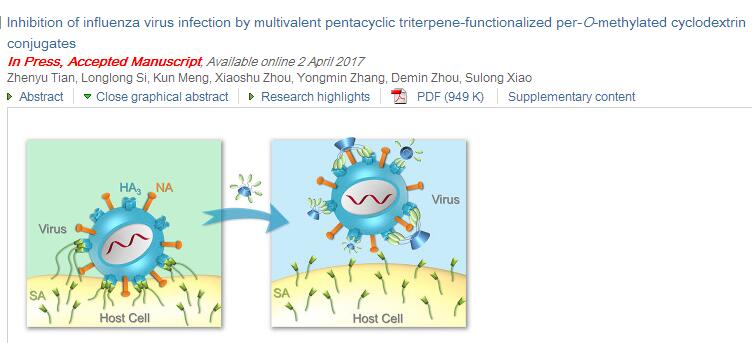 Inhibition of influenza virus infection by multivalent pentacyclic triterpene-functionalized per-O-methylated cyclodextrin
conjugates
In Press, Accepted Manuscript, Available online 2 April 2017
Zhenyu Tian, Longlong Si, Kun Meng, Xiaoshu Zhou, Yongmin Zhang, Demin Zhou, Sulong Xiao
Abstract Close graphical abstract Research highlights PDF (949 K) Supplementary content
HA3 NA
Virus
SA
Host Cell
Virus
SA
Host Cell